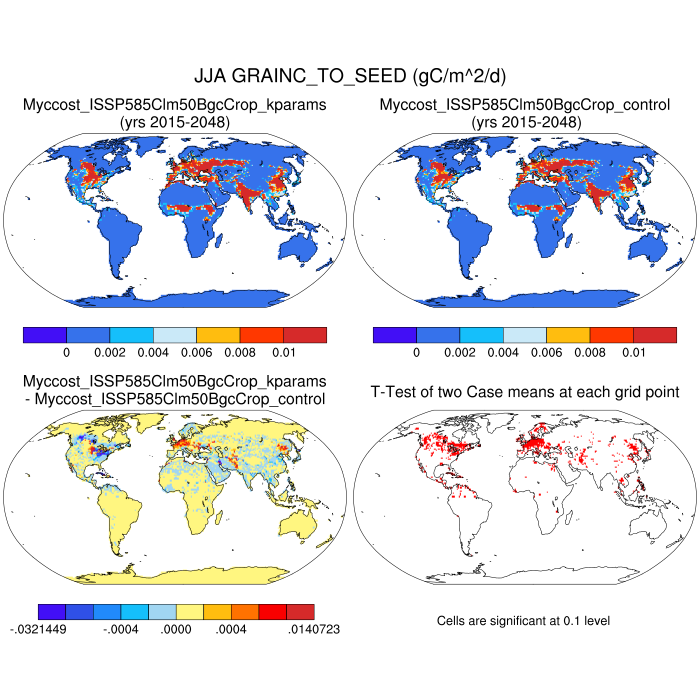 JJA GRAINC_TO_SEED (gC/m^2/d)
Myccost_ISSP585Clm50BgcCrop_kparams
(yrs 2015-2048)
Myccost_ISSP585Clm50BgcCrop_control
(yrs 2015-2048)
0 0.002 0.004 0.006 0.008 0.01
0 0.002 0.004 0.006 0.008 0.01
Myccost_ISSP585Clm50BgcCrop_kparams
- Myccost_ISSP585Clm50BgcCrop_control
T-Test of two Case means at each grid point
-.0321449 -.0004 .0000 .0004 .0140723
Cells are significant at 0.1 level